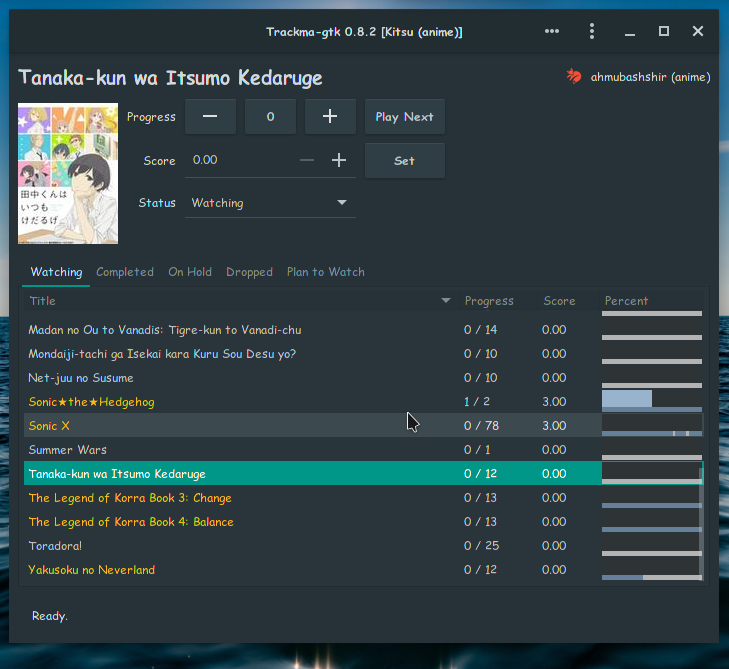 Trackma-gtk 0.8.2 [Kitsu (anime)]
Tanaka-kun wa Itsumo Kedaruge
ahmubashshir (anime)
田中くんは
いつも
けだるげ
Progress
0
Play Next
Score
0.00
Set
Status
Watching
Watching Completed On Hold Dropped Plan to Watch
Title Progress Score Percent
Madan no Ou to Vanadis: Tigre-kun to Vanadi-chu 0 / 14 0.00
Mondaiji-tachi ga Isekai kara Kuru Sou Desu yo? 0 / 10 0.00
Net-juu no Susume 0 / 10 0.00
Sonic★the★Hedgehog 1 / 2 3.00
Sonic X 0 / 78 3.00
Summer Wars 0 / 1 0.00
Tanaka-kun wa Itsumo Kedaruge 0 / 12 0.00
The Legend of Korra Book 3: Change 0 / 13 0.00
The Legend of Korra Book 4: Balance 0 / 13 0.00
Toradora! 0 / 25 0.00
Yakusoku no Neverland 0 / 12 0.00
Ready.